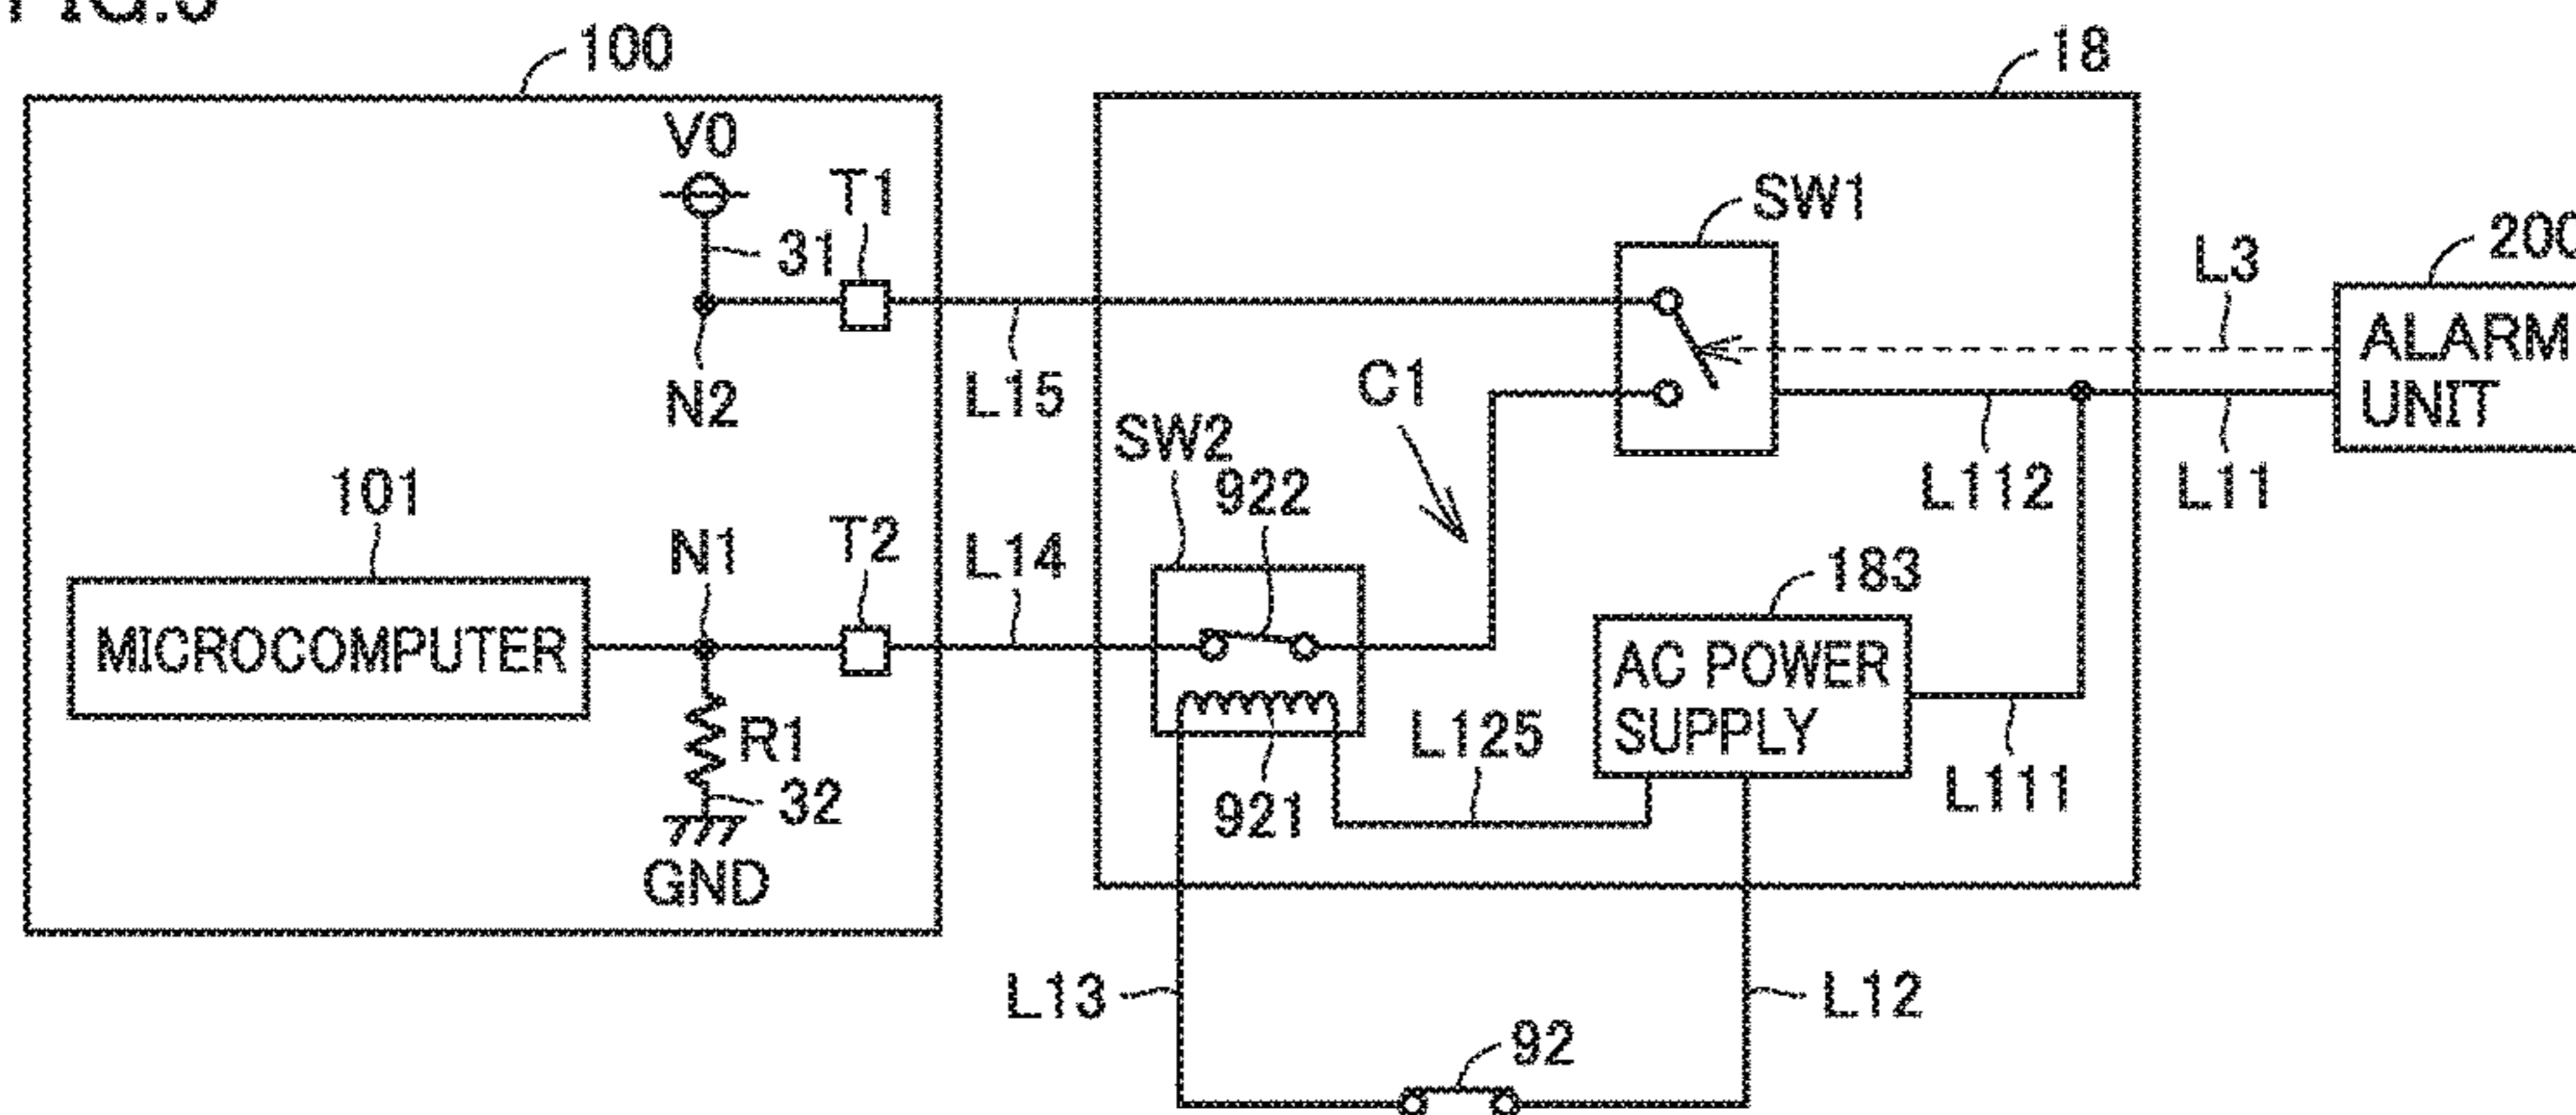 100
18
V0
T1
SW1
31
L3
200
ALARM
UNIT
N2
L15
C1
SW2
922
L112
L11
101
N1
T2
L14
183
MICROCOMPUTER
AC POWER
SUPPLY
R1
L125
32
921
L111
GND
L13
L12
92